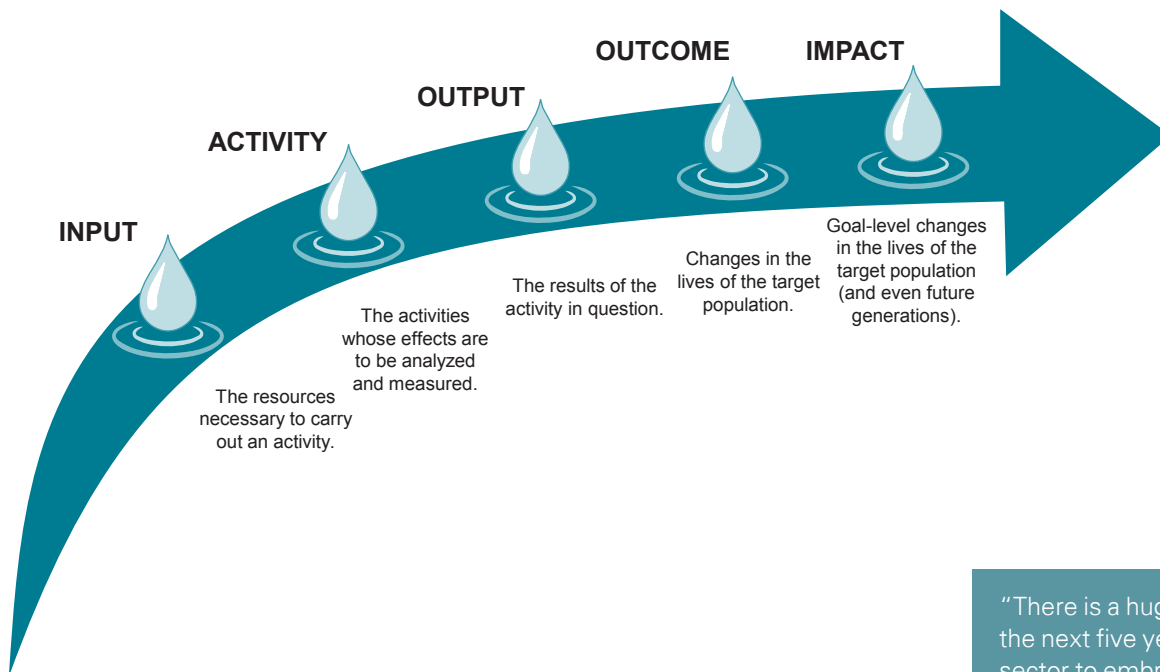 INPUT
The resources
necessary to carry
out an activity.
ACTIVITY
The activities
whose effects are
to be analyzed
and measured.
OUTPUT
The results of the
activity in question.
OUTCOME
Changes in the
lives of the target
population.
IMPACT
Goal-level changes
in the lives of the
target population
(and even future
generations).
“There is a hug
the next five ye
sector to embr